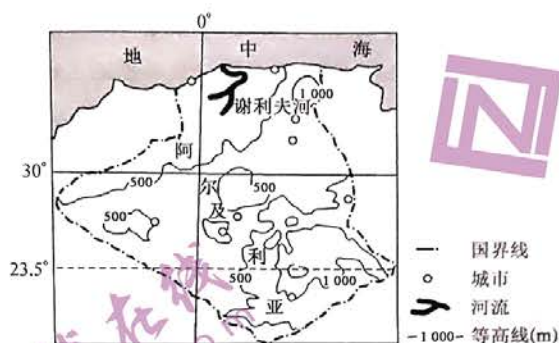 0°
地 中 海
1 000
谢利夫河
阿
30°
500
尔
500
及
500
利
23.5°
500
1 000
亚
国界线
城市
河流
-1 000- 等高线(m)